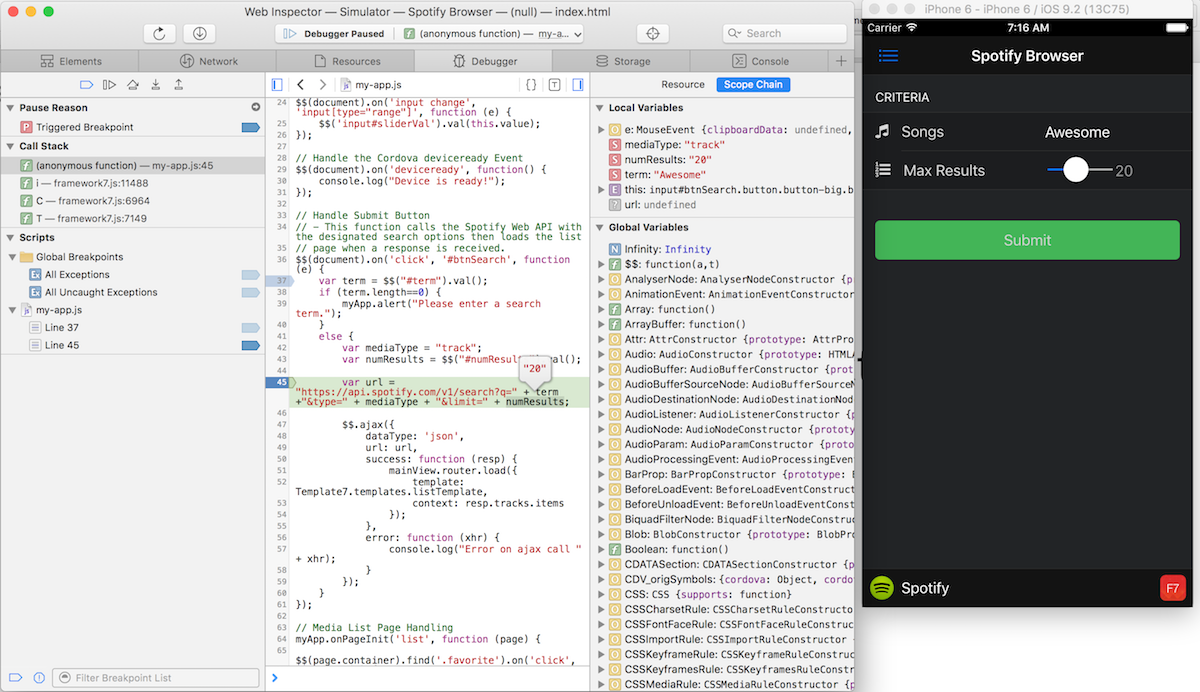 Web Inspector — Simulator — Spotify Browser — (null) — index.html
Debugger Paused
(anonymous function) — my-a...
Search
Elements
Network
Resources
Debugger
Storage
Console
my-app.js
Resource
Scope Chain
Pause Reason
Triggered Breakpoint
Call Stack
(anonymous function) — my-app.js:45
i — framework7.js:11488
C — framework7.js:6964
T — framework7.js:7149
Scripts
Global Breakpoints
All Exceptions
All Uncaught Exceptions
my-app.js
Line 37
Line 45
Filter Breakpoint List
24 $$(document).on('input change',
'input[type="range"]', function (e) {
25 $$('input#sliderVal').val(this.value);
26 });
27
28 // Handle the Cordova deviceready Event
29 $$(document).on('deviceready', function() {
30 console.log("Device is ready!");
31 });
32
33 // Handle Submit Button
34 // - This function calls the Spotify Web API with
the designated search options then loads the list
35 // page when a response is received.
36 $$(document).on('click', '#btnSearch', function
(e) {
37 var term = $$("#term").val();
38 if (term.length==0) {
39 myApp.alert("Please enter a search
term.");
40 }
41 else {
42 var mediaType = "track";
43 var numResults = $$("#numResul
al();
44
"20"
45 var url =
"https://api.spotify.com/v1/search?q=" + term
+"&type=" + mediaType + "&limit=" + numResults;
46
47 $$.ajax({
48 dataType: 'json',
49 url: url,
50 success: function (resp) {
51 mainView.router.load({
52 template:
Template7.templates.listTemplate,
53 context: resp.tracks.items
54 });
55 },
56 error: function (xhr) {
57 console.log("Error on ajax call "
+ xhr);
58 }
59 });
60 }
61 });
62
63 // Media List Page Handling
64 myApp.onPageInit('list', function (page) {
65
$$(page.container).find('.favorite').on('click',
Local Variables
e: MouseEvent {clipboardData: undefined,
mediaType: "track"
numResults: "20"
term: "Awesome"
this: input#btnSearch.button.button-big.b
url: undefined
Global Variables
Infinity: Infinity
$$: function(a,t)
AnalyserNode: AnalyserNodeConstructor {p
AnimationEvent: AnimationEventConstructor
Array: function()
ArrayBuffer: function()
Attr: AttrConstructor {prototype: AttrPro
Audio: AudioConstructor {prototype: HTMLA
AudioBuffer: AudioBufferConstructor {prot
AudioBufferSourceNode: AudioBufferSourceN
AudioDestinationNode: AudioDestinationNod
AudioListener: AudioListenerConstructor {
AudioNode: AudioNodeConstructor {prototyp
AudioParam: AudioParamConstructor {proto
AudioProcessingEvent: AudioProcessingEven
BarProp: BarPropConstructor {prototype: B
BeforeLoadEvent: BeforeLoadEventConstruct
BeforeUnloadEvent: BeforeUnloadEventConst
BiquadFilterNode: BiquadFilterNodeConstruc
Blob: BlobConstructor {prototype: BlobPro
Boolean: function()
CDATASection: CDATASectionConstructor {p
CDV_origSymbols: {cordova: Object, cordo
CSS: CSS {supports: function}
CSSCharsetRule: CSSCharsetRuleConstructo
CSSFontFaceRule: CSSFontFaceRuleConstruc
CSSImportRule: CSSImportRuleConstructor {
CSSKeyframeRule: CSSKeyframeRuleConstruc
CSSKeyframesRule: CSSKeyframesRuleConstr
CSSMediaRule: CSSMediaRuleConstructor {p
iPhone 6 - iPhone 6 / iOS 9.2 (13C75)
Carrier
7:16 AM
Spotify Browser
CRITERIA
Songs
Awesome
Max Results
20
Submit
Spotify
F7